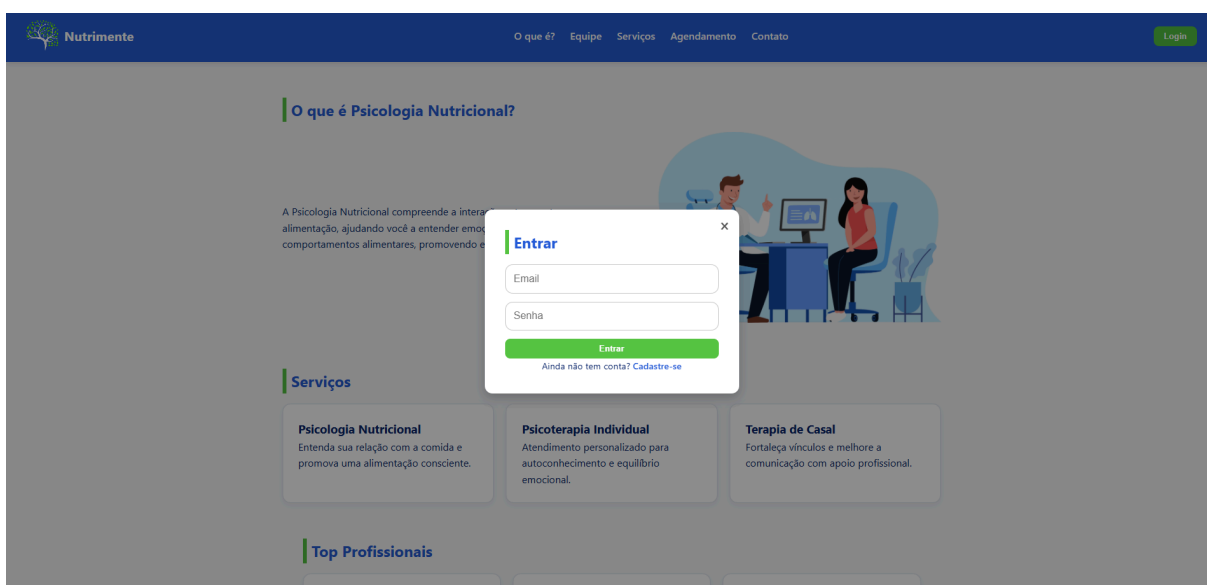 Nutrimente
O que é? Equipe Serviços Agendamento Contato
Login
O que é Psicologia Nutricional?
A Psicologia Nutricional compreende a
alimentação, ajudando você a entender
comportamentos alimentares, promovendo
×
Entrar
Email
Senha
Entrar
Ainda não tem conta? Cadastre-se
Serviços
Psicologia Nutricional
Entenda sua relação com a comida e
promova uma alimentação consciente.
Psicoterapia Individual
Atendimento personalizado para
autoconhecimento e equilíbrio
emocional.
Terapia de Casal
Fortaleça vínculos e melhore a
comunicação com apoio profissional.
Top Profissionais